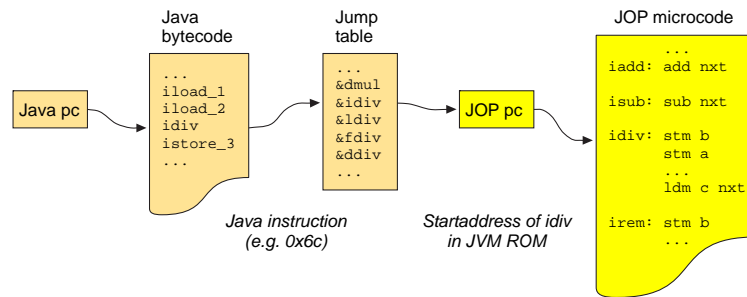 Java
bytecode
Jump
table
JOP microcode
Java pc
...
iload_1
iload_2
idiv
istore_3
...
...
&dmul
&idiv
&ldiv
&fdiv
&ddiv
...
JOP pc
...
iadd: add nxt
isub: sub nxt
idiv: stm b
stm a
...
ldm c nxt
irem: stm b
...
Java instruction
(e.g. 0x6c)
Startaddress of idiv
in JVM ROM